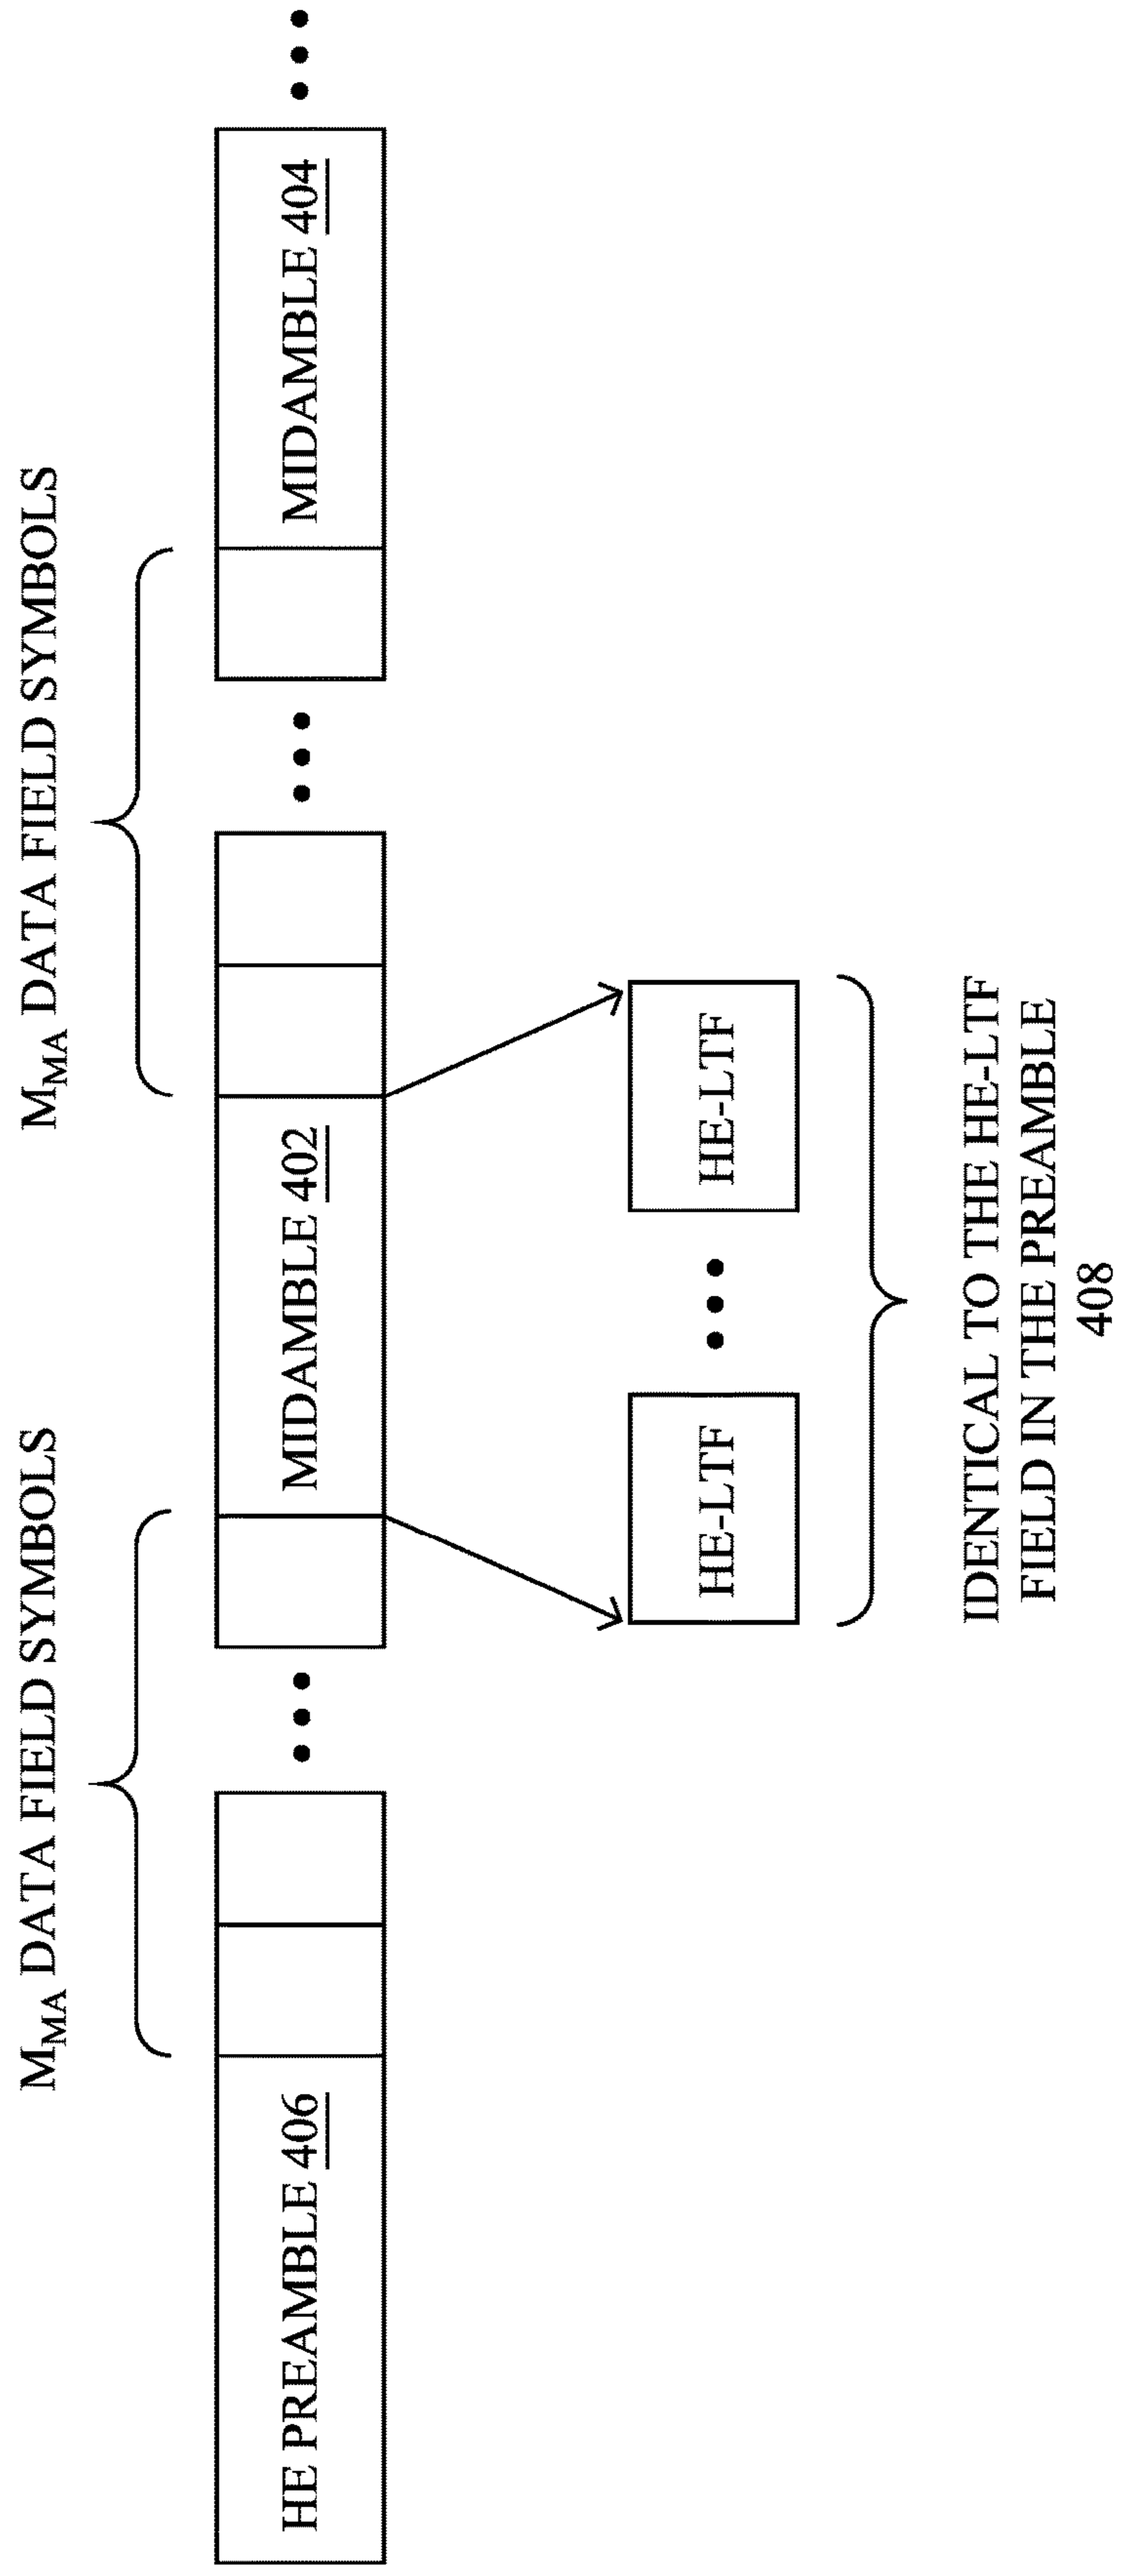 M_MA DATA FIELD SYMBOLS
M_MA DATA FIELD SYMBOLS
HE PREAMBLE 406
MIDAMBLE 402
MIDAMBLE 404
HE-LTF
HE-LTF
IDENTICAL TO THE HE-LTF
FIELD IN THE PREAMBLE
408